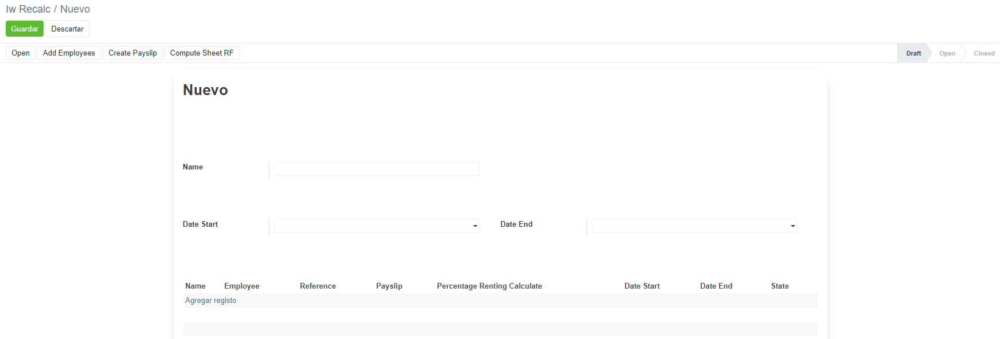 Iw Recalc / Nuevo
Guardar Descartar
Open Add Employees Create Payslip Compute Sheet RF Draft Open Closed
Nuevo
Name
Date Start Date End
Name Employee Reference Payslip Percentage Renting Calculate Date Start Date End State
Agregar registo